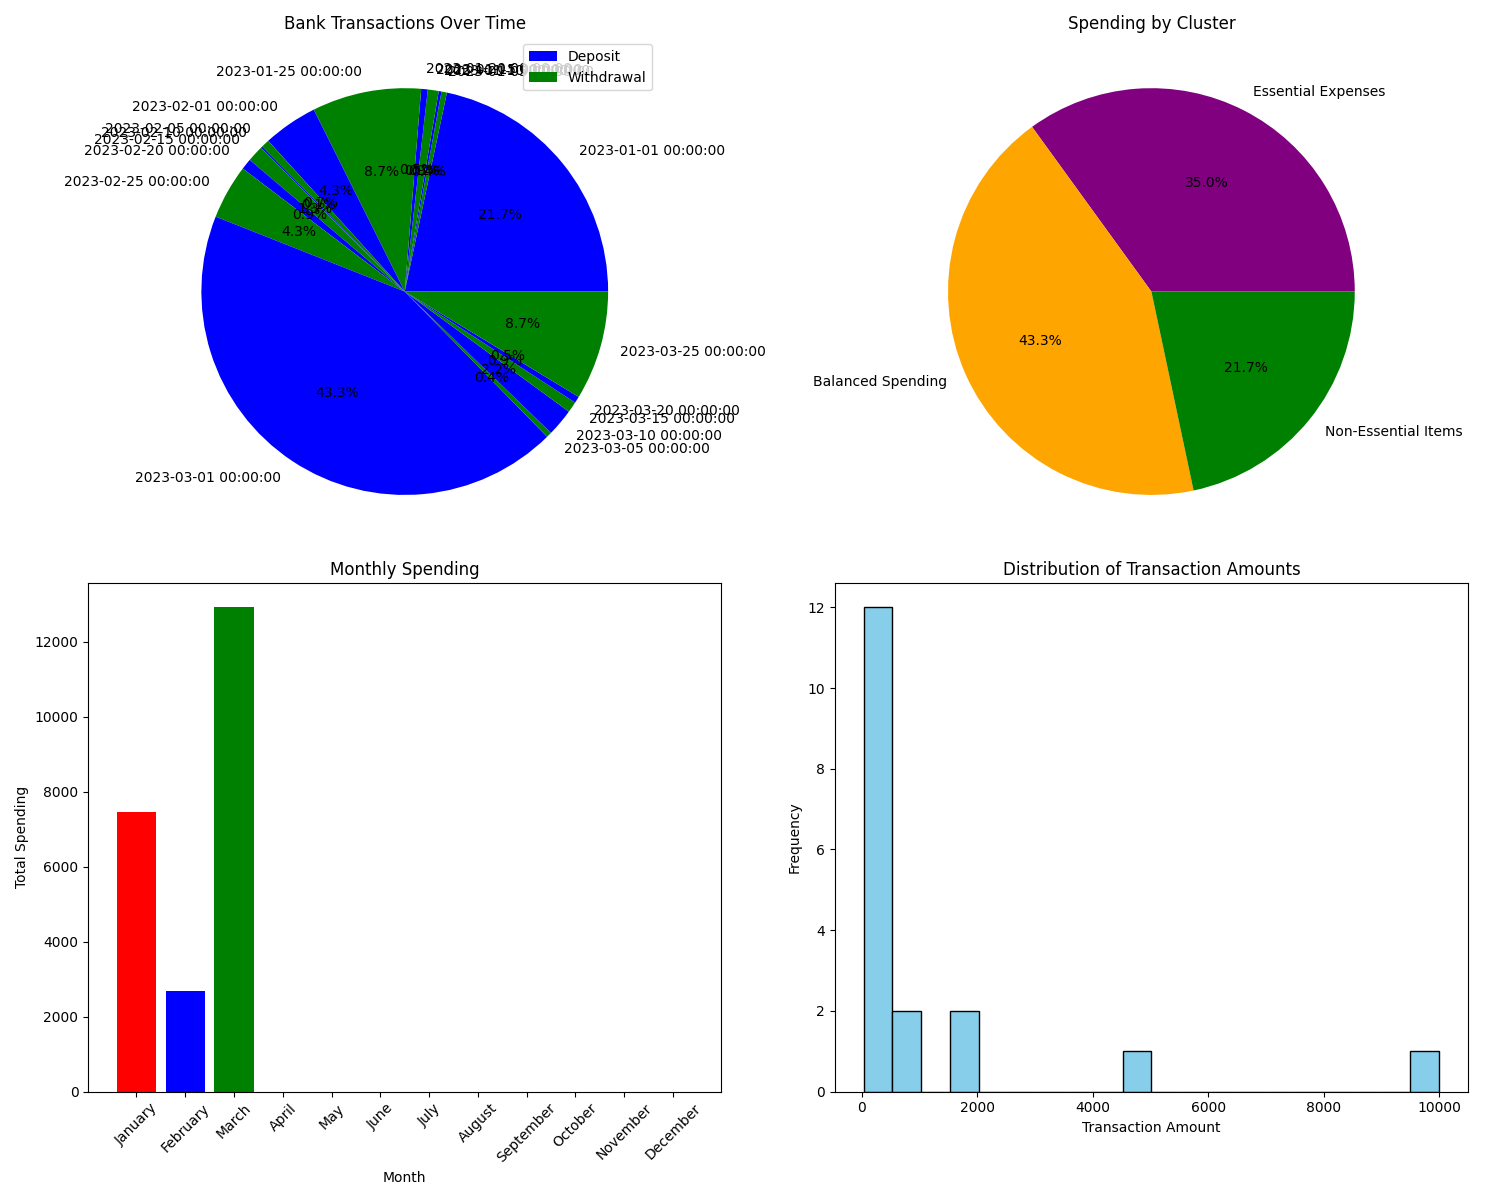 Bank Transactions Over Time
Deposit
Withdrawal
2023-01-25 00:00:00
2023-02-01 00:00:00
2023-02-05 00:00:00
2023-02-10 00:00:00
2023-02-15 00:00:00
2023-02-20 00:00:00
2023-02-25 00:00:00
2023-01-01 00:00:00
8.7%
4.3%
21.7%
0.9%
4.3%
43.3%
8.7%
0.5%
2.2%
0.4%
2023-03-25 00:00:00
2023-03-20 00:00:00
2023-03-15 00:00:00
2023-03-10 00:00:00
2023-03-05 00:00:00
2023-03-01 00:00:00
Spending by Cluster
Essential Expenses
35.0%
43.3%
Balanced Spending
21.7%
Non-Essential Items
Monthly Spending
Total Spending
12000
10000
8000
6000
4000
2000
0
January
February
March
April
May
June
July
August
September
October
November
December
Month
Distribution of Transaction Amounts
Frequency
12
10
8
6
4
2
0
0
2000
4000
6000
8000
10000
Transaction Amount